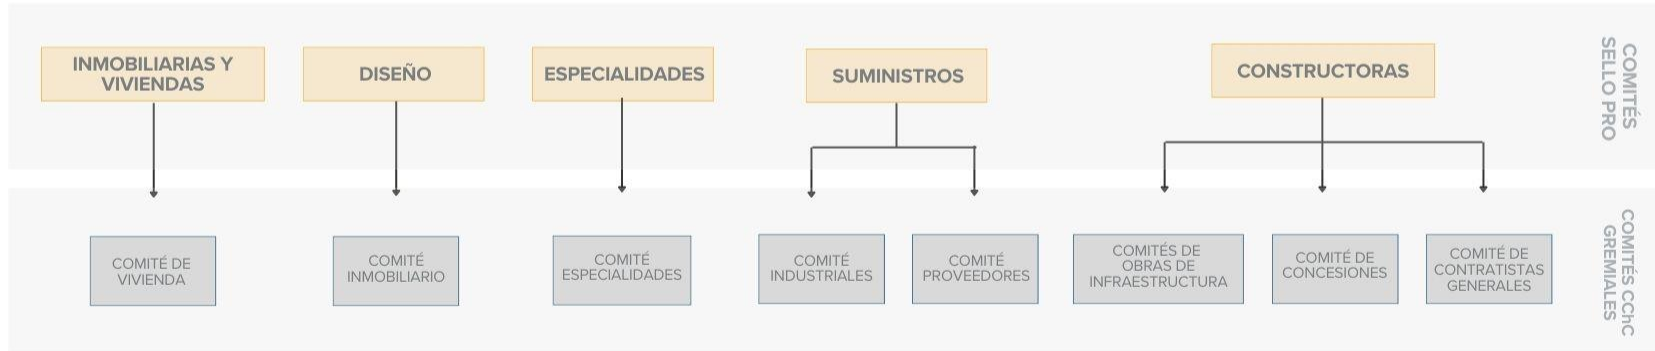 INMOBILIARIAS Y
VIVIENDAS
DISEÑO
ESPECIALIDADES
SUMINISTROS
CONSTRUCTORAS
COMITÉS
SELLO PRO
COMITÉ DE
VIVIENDA
COMITÉ
INMOBILIARIO
COMITÉ
ESPECIALIDADES
COMITÉ
INDUSTRIALES
COMITÉ
PROVEEDORES
COMITÉS DE
OBRAS DE
INFRAESTRUCTURA
COMITÉ DE
CONCESIONES
COMITÉ DE
CONTRATISTAS
GENERALES
COMITÉS CChC
GREMIALES